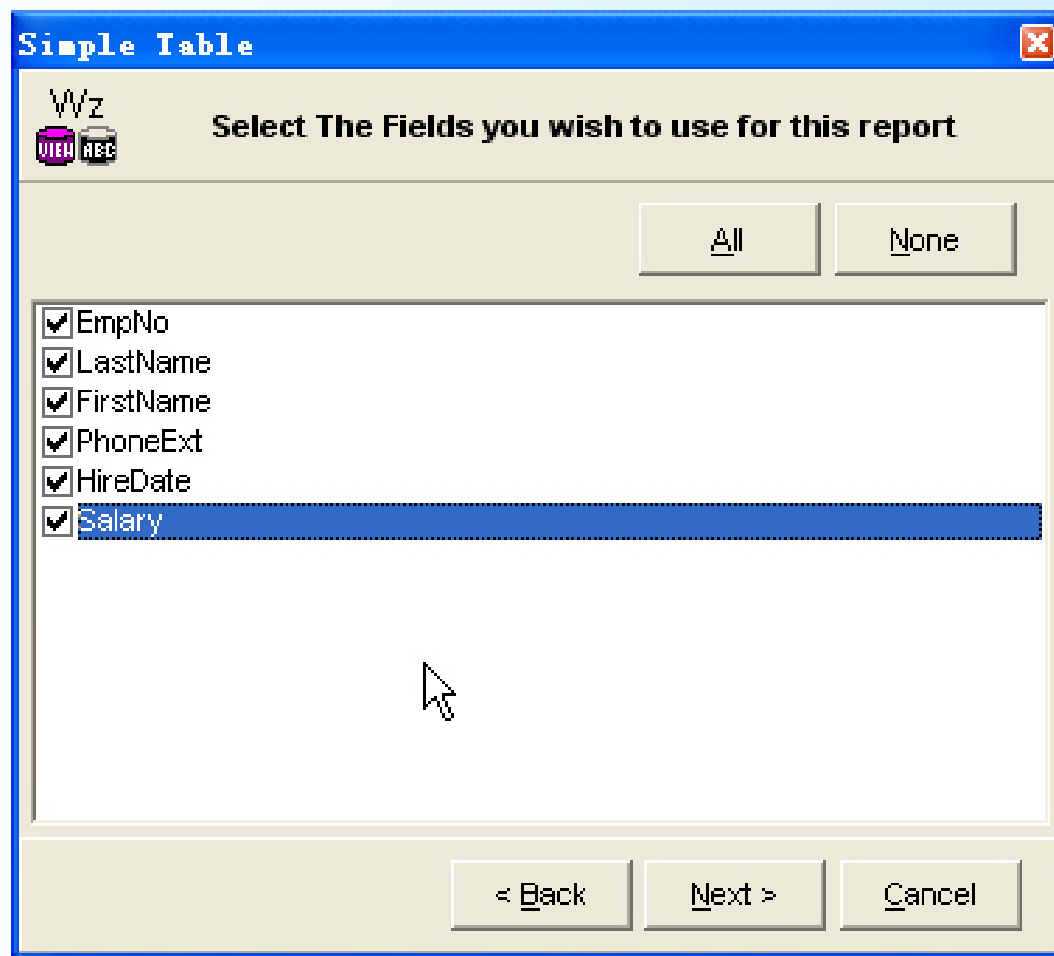 Simple Table
Wz
VIEW ABC
Select The Fields you wish to use for this report
All None
EmpNo
LastName
FirstName
PhoneExt
HireDate
Salary
< Back Next > Cancel